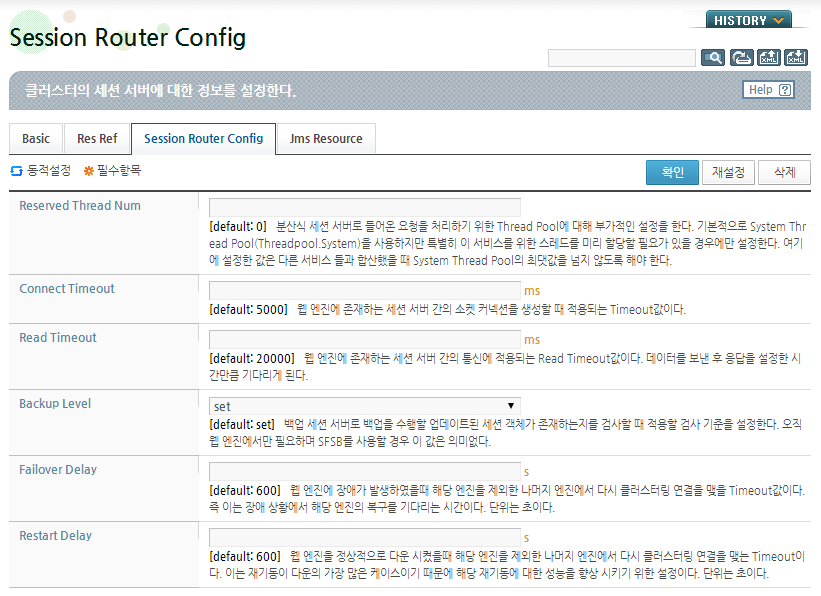 HISTORY
Session Router Config
XML XML
클러스터의 세션 서버에 대한 정보를 설정한다.
Help ?
Basic Res Ref Session Router Config Jms Resource
동적설정 필수항목 확인 재설정 삭제
Reserved Thread Num
[default: 0] 분산식 세션 서버로 들어온 요청을 처리하기 위한 Thread Pool에 대해 부가적인 설정을 한다. 기본적으로 System Thr
ead Pool(Threadpool.System)을 사용하지만 특별히 이 서비스를 위한 스레드를 미리 할당할 필요가 있을 경우에만 설정한다. 여기
에 설정한 값은 다른 서비스 들과 합산했을 때 System Thread Pool의 최댓값을 넘지 않도록 해야 한다.
Connect Timeout
ms
[default: 5000] 웹 엔진에 존재하는 세션 서버 간의 소켓 커넥션을 생성할 때 적용되는 Timeout값이다.
Read Timeout
ms
[default: 20000] 웹 엔진에 존재하는 세션 서버 간의 통신에 적용되는 Read Timeout값이다. 데이터를 보낸 후 응답을 설정한 시
간만큼 기다리게 된다.
Backup Level
set
[default: set] 백업 세션 서버로 백업을 수행할 업데이트된 세션 객체가 존재하는지를 검사할 때 적용할 검사 기준을 설정한다. 오직
웹 엔진에서만 필요하며 SFSB를 사용할 경우 이 값은 의미없다.
Failover Delay
s
[default: 600] 웹 엔진에 장애가 발생하였을때 해당 엔진을 제외한 나머지 엔진에서 다시 클러스터링 연결을 맺을 Timeout값이다.
즉 이는 장애 상황에서 해당 엔진의 복구를 기다리는 시간이다. 단위는 초이다.
Restart Delay
s
[default: 600] 웹 엔진을 정상적으로 다운 시켰을때 해당 엔진을 제외한 나머지 엔진에서 다시 클러스터링 연결을 맺는 Timeout이
다. 이는 재기동이 다운의 가장 많은 케이스이기 때문에 해당 재기동에 대한 성능을 향상 시키기 위한 설정이다. 단위는 초이다.